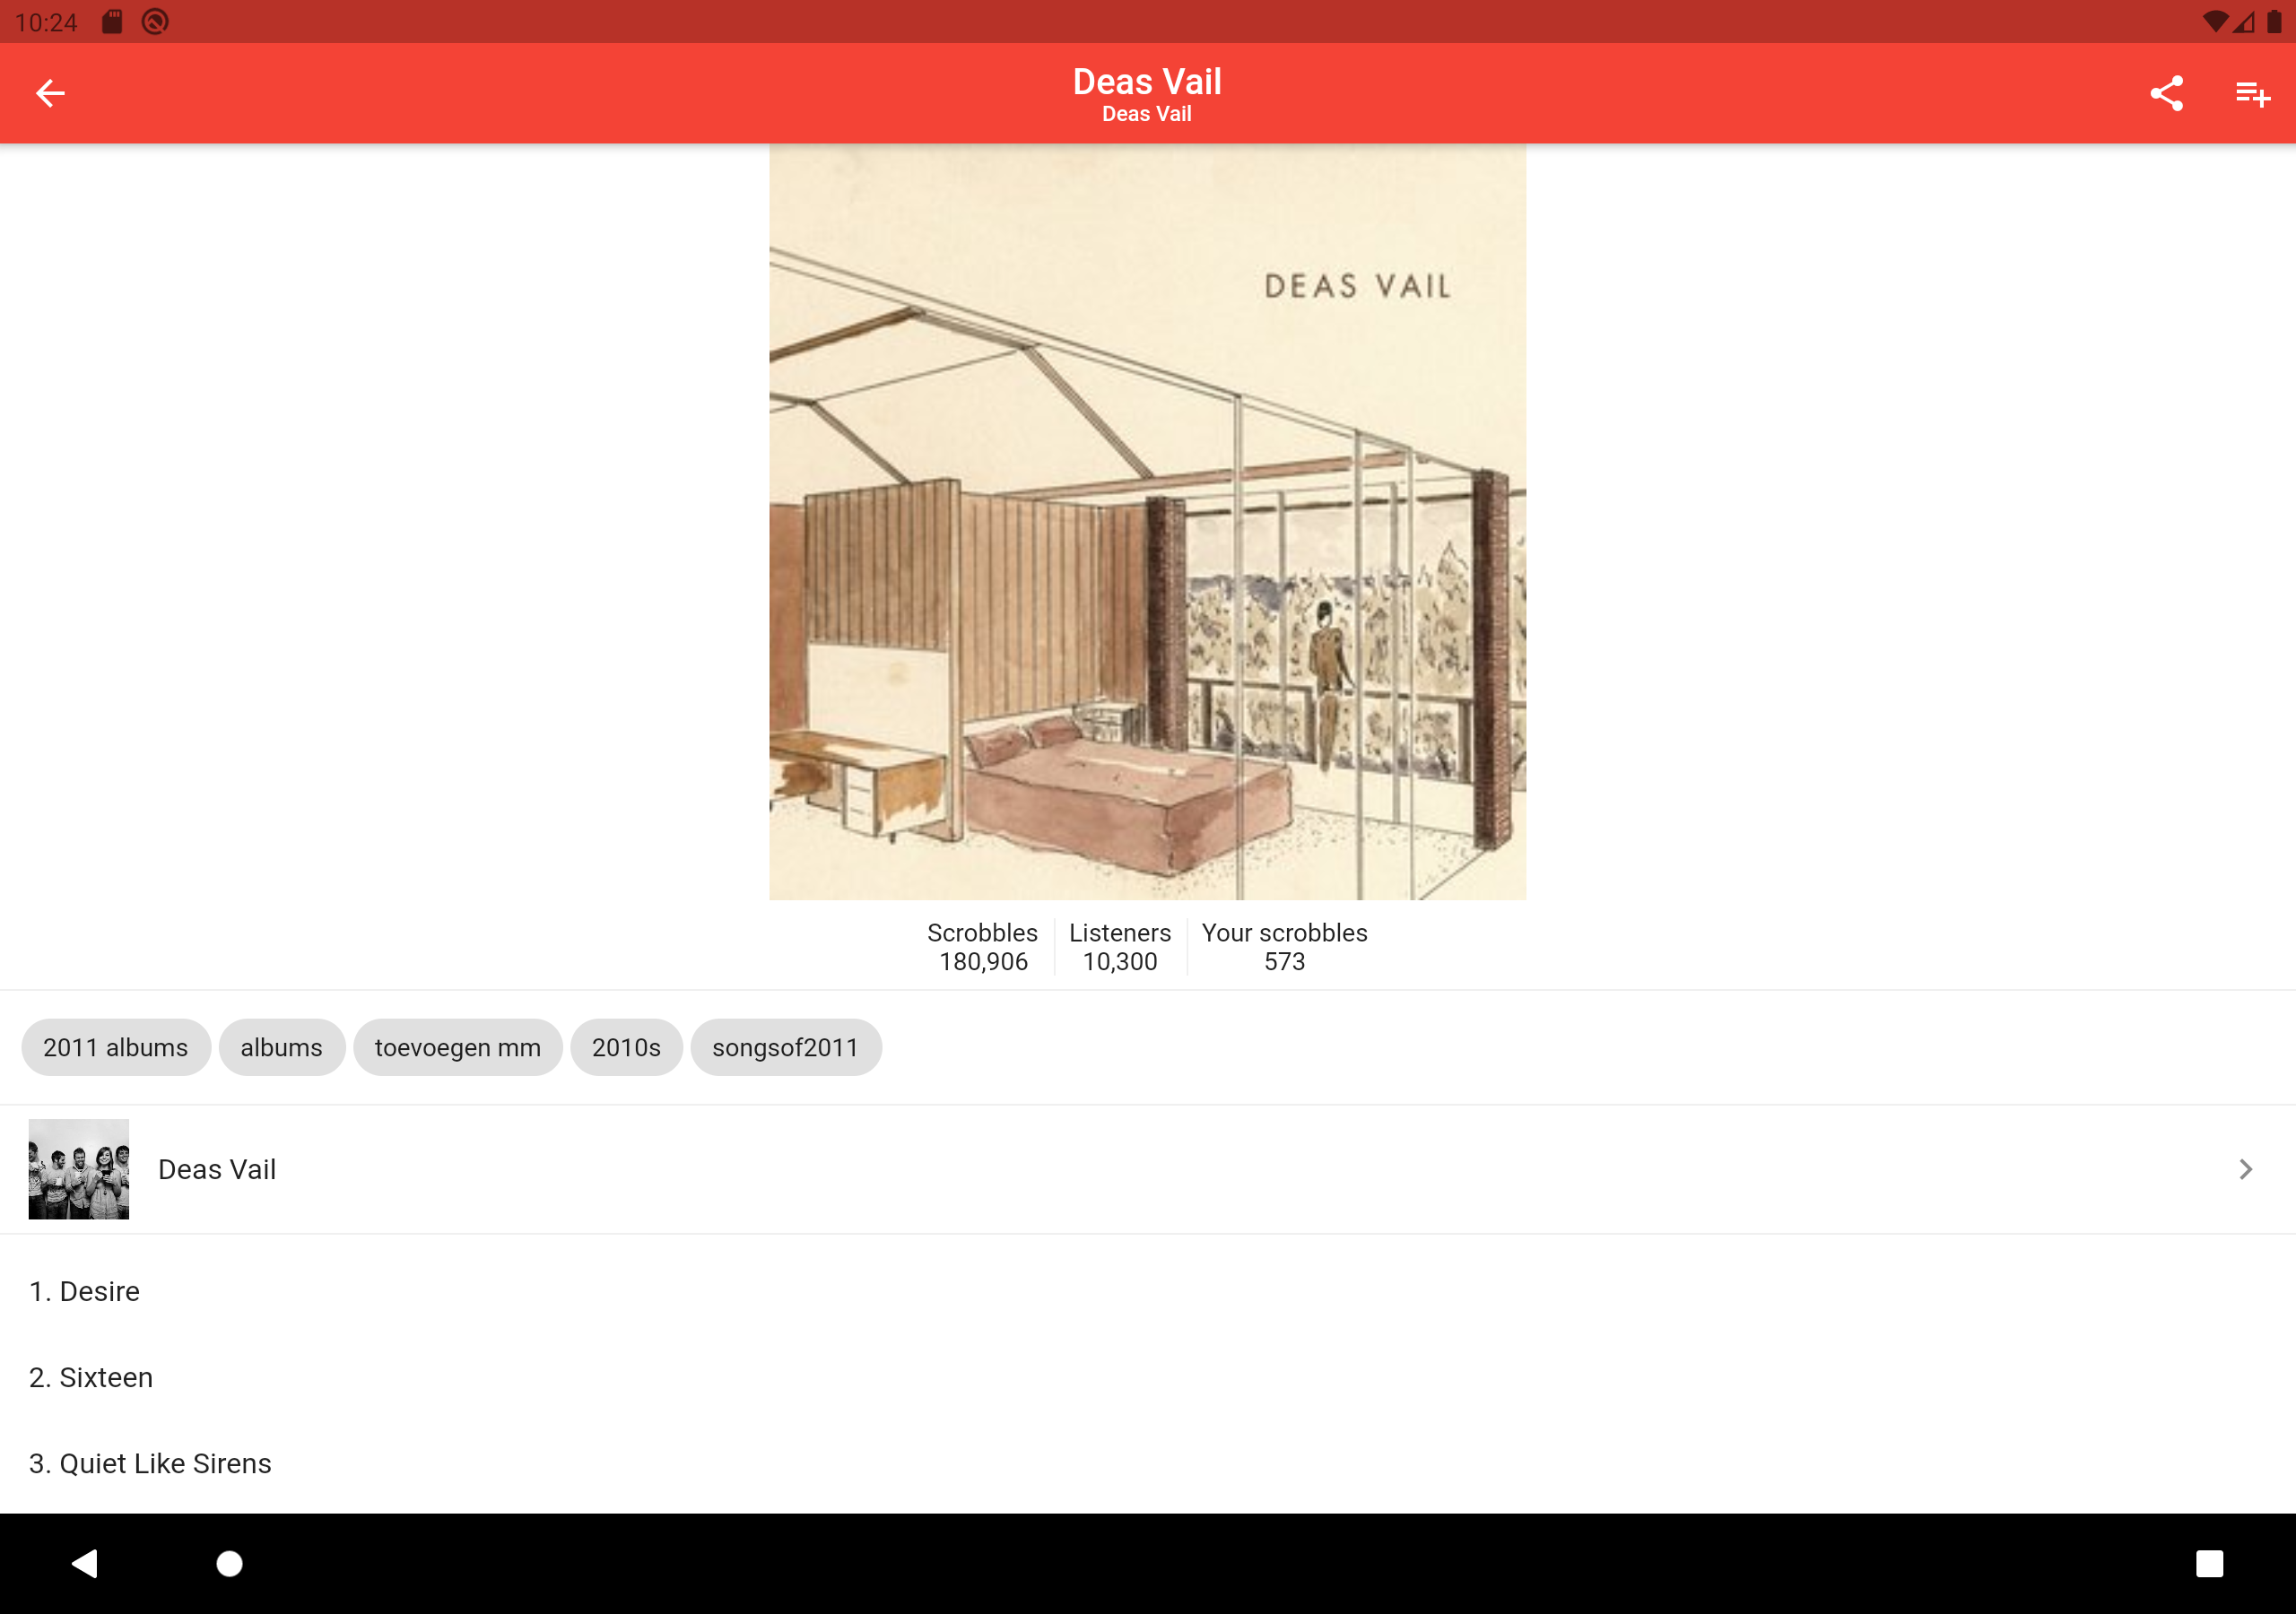 10:24
Deas Vail
Deas Vail
DEAS VAIL
Scrobbles
180,906
Listeners
10,300
Your scrobbles
573
2011 albums
albums
toevoegen mm
2010s
songsof2011
Deas Vail
1. Desire
2. Sixteen
3. Quiet Like Sirens